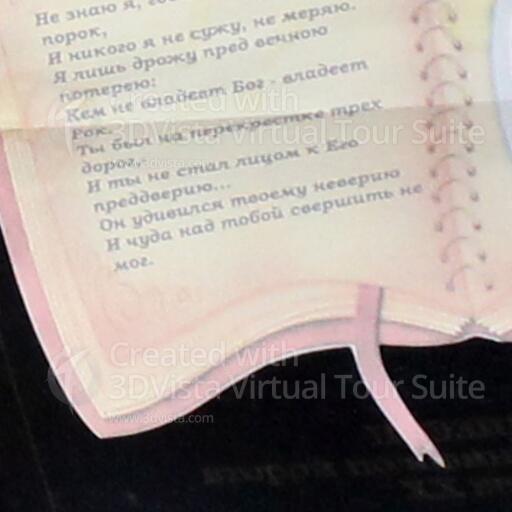 Не знаю я,
порок,
И никого я не сужу, не меряю.
Я лишь дрожу пред вечною
потерею:
Кем не владеет Бог - владеет
Рок.
Ты был на перекрестке трех
дорог,
И ты не стал лицом к Его
преддверию...
Он удивился твоему неверию
И чуда над тобой свершить не
мог.
Created with
3DVista Virtual Tour Suite
www.3dvista.com
Created with
3DVista Virtual Tour Suite
www.3dvista.com